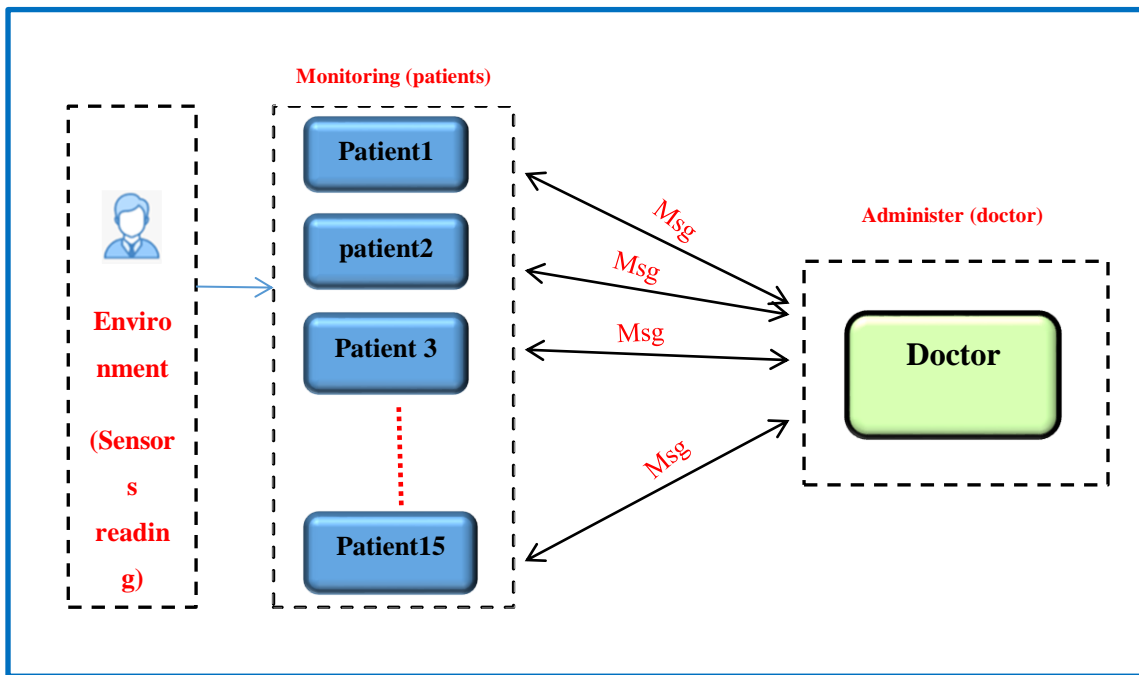 Monitoring (patients)
Enviro
nment
(Sensor
s
readin
g)
Patient1
patient2
Patient 3
Patient15
Msg
Msg
Msg
Msg
Administer (doctor)
Doctor